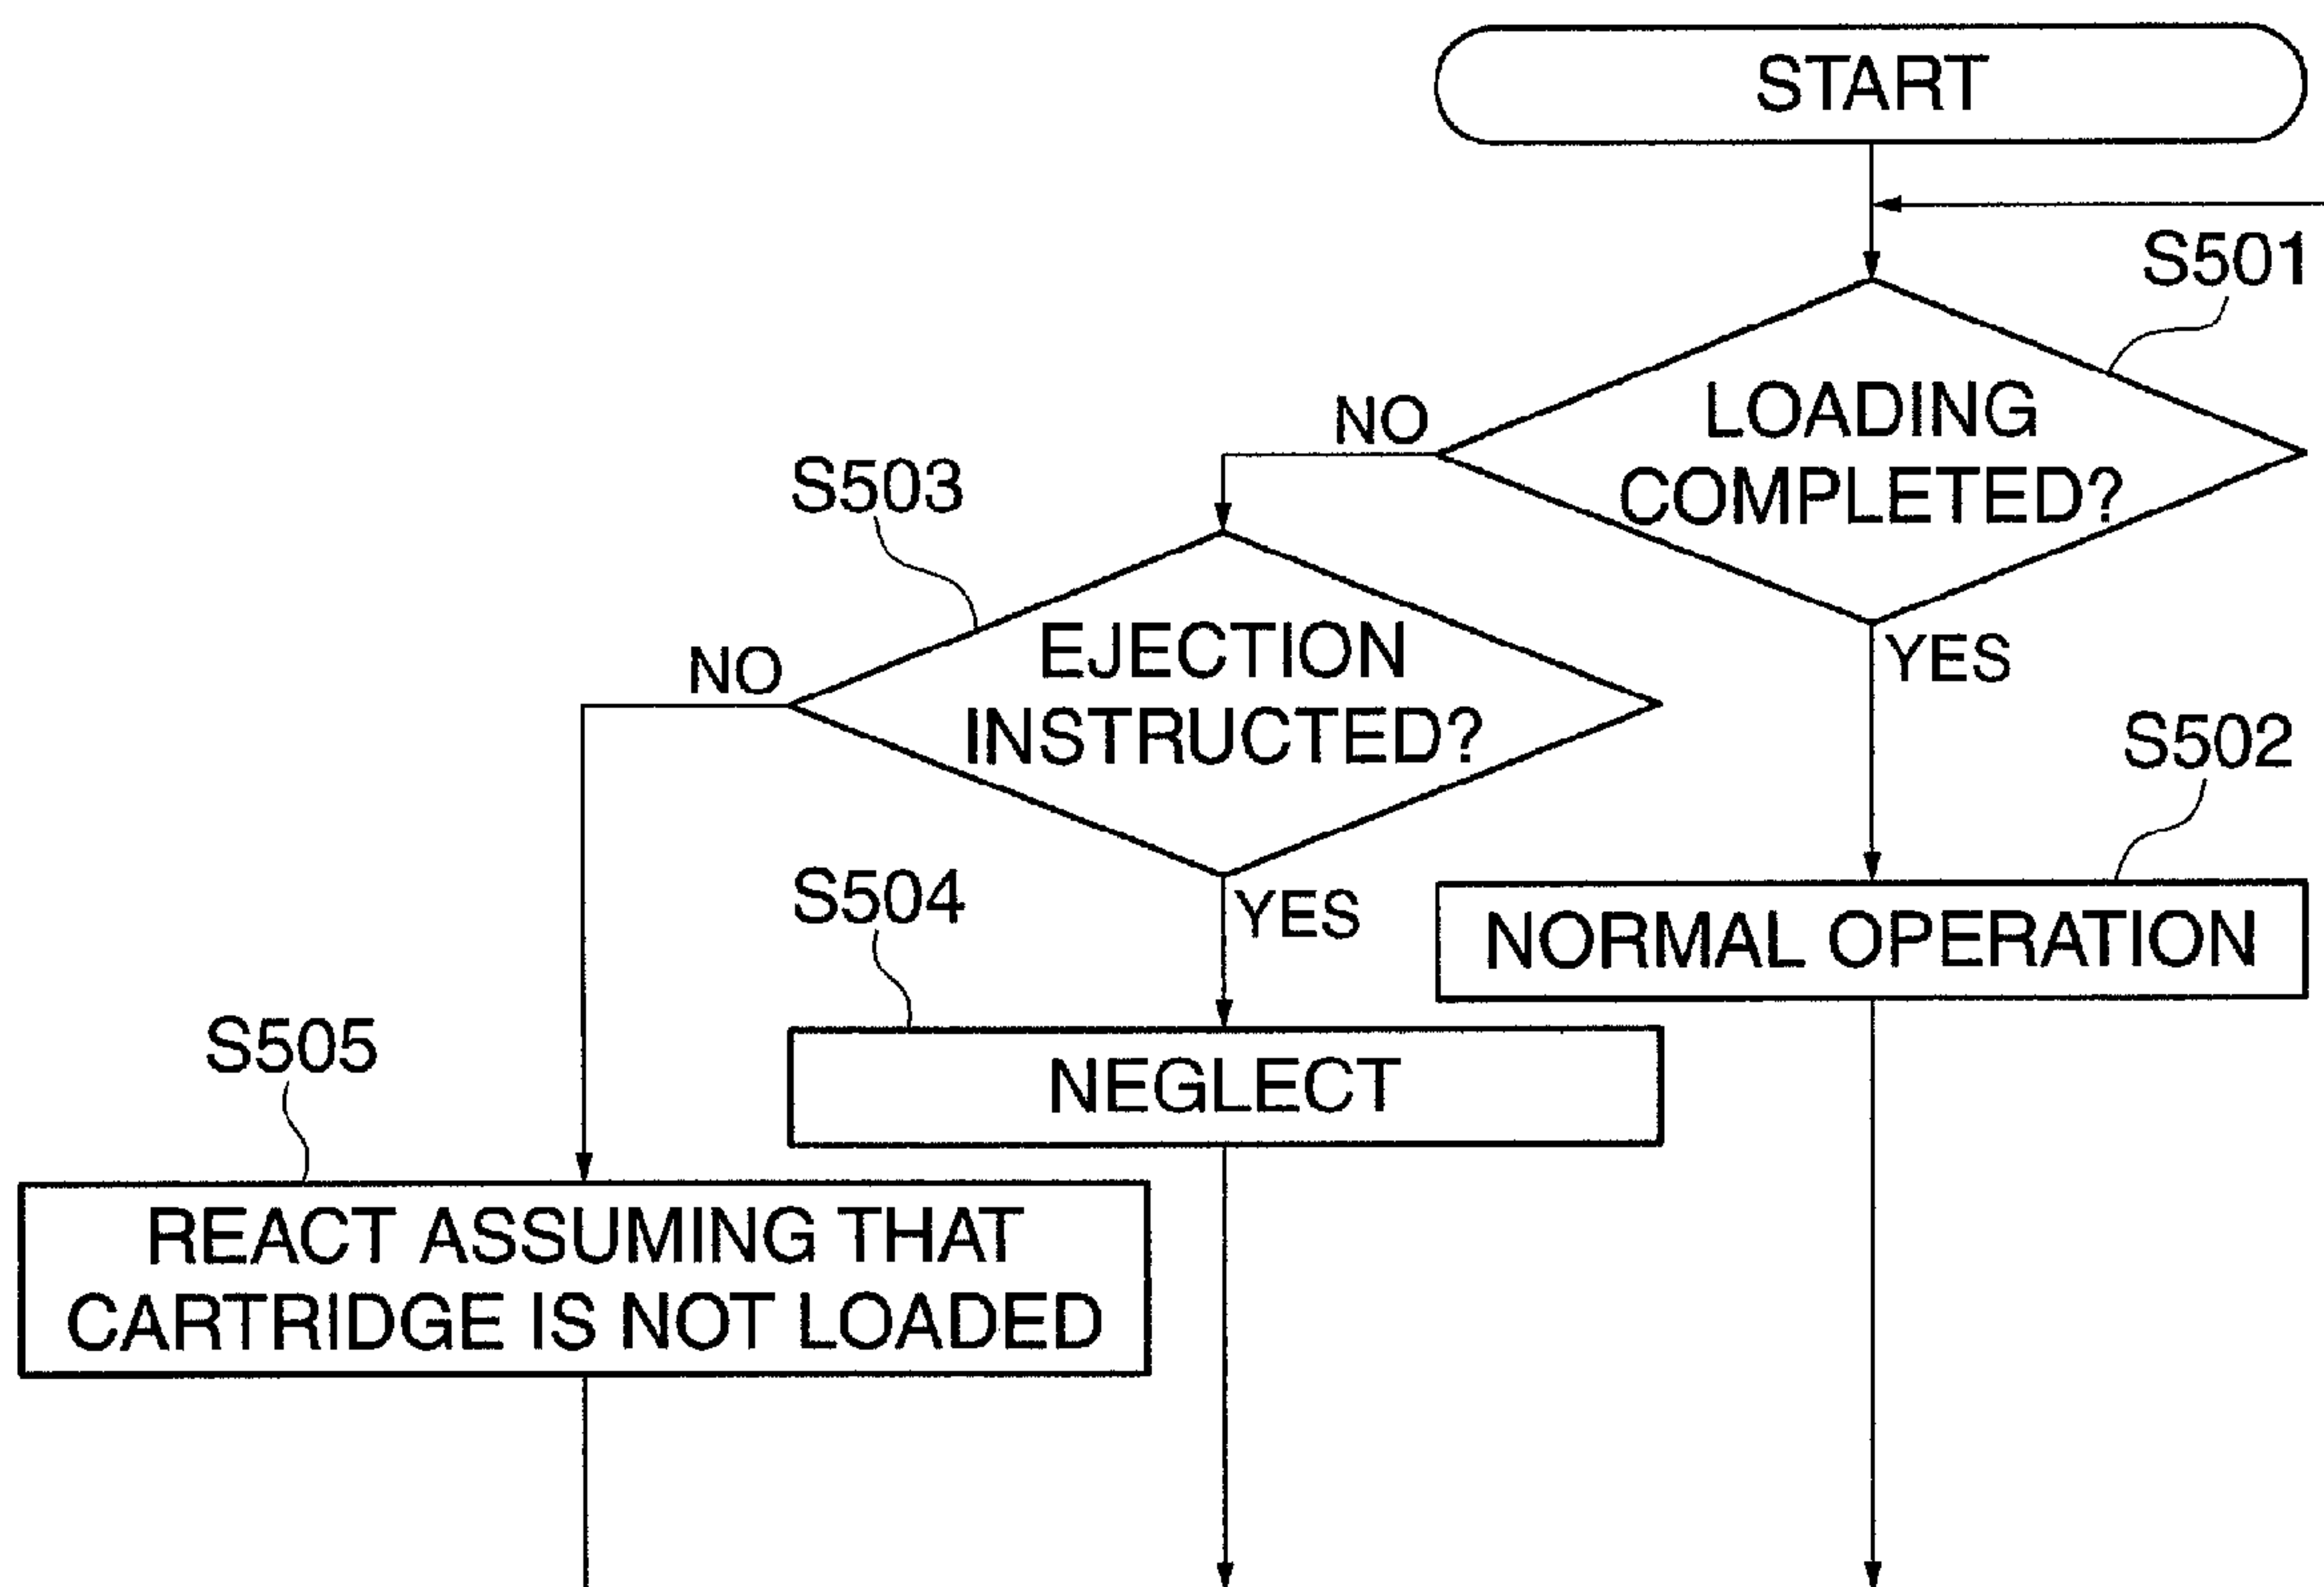 START
S501
LOADING
COMPLETED?
NO
YES
S503
EJECTION
INSTRUCTED?
NO
YES
S502
NORMAL OPERATION
S504
NEGLECT
S505
REACT ASSUMING THAT
CARTRIDGE IS NOT LOADED